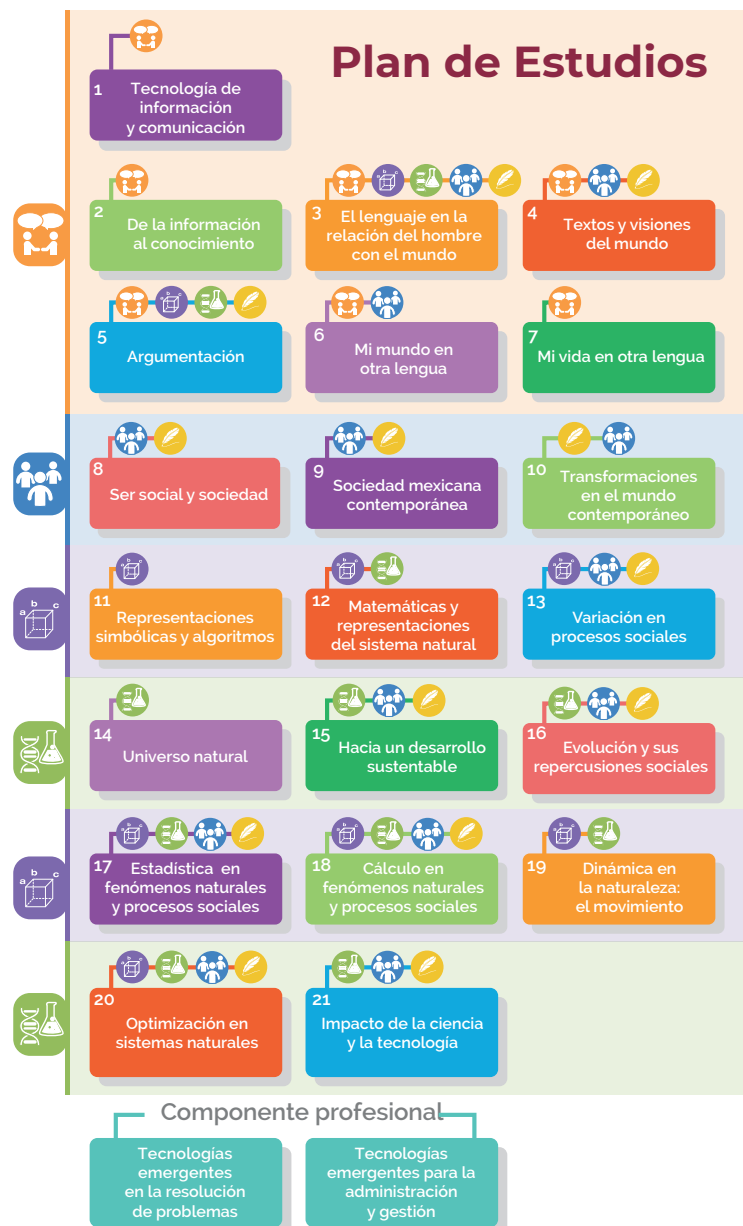 Plan de Estudios
1
Tecnología de
información
y comunicación
2
De la información
al conocimiento
3
El lenguaje en la
relación del hombre
con el mundo
4
Textos y visiones
del mundo
5
Argumentación
6
Mi mundo en
otra lengua
7
Mi vida en otra lengua
8
Ser social y sociedad
9
Sociedad mexicana
contemporánea
10
Transformaciones
en el mundo
contemporáneo
a b c
11
Representaciones
simbólicas y algoritmos
12
Matemáticas y
representaciones
del sistema natural
13
Variación en
procesos sociales
14
Universo natural
15
Hacia un desarrollo
sustentable
16
Evolución y sus
repercusiones sociales
a b c
17
Estadística en
fenómenos naturales
y procesos sociales
18
Cálculo en
fenómenos naturales
y procesos sociales
19
Dinámica en
la naturaleza:
el movimiento
20
Optimización en
sistemas naturales
21
Impacto de la ciencia
y la tecnología
Componente profesional
Tecnologías
emergentes
en la resolución
de problemas
Tecnologías
emergentes para la
administración
y gestión